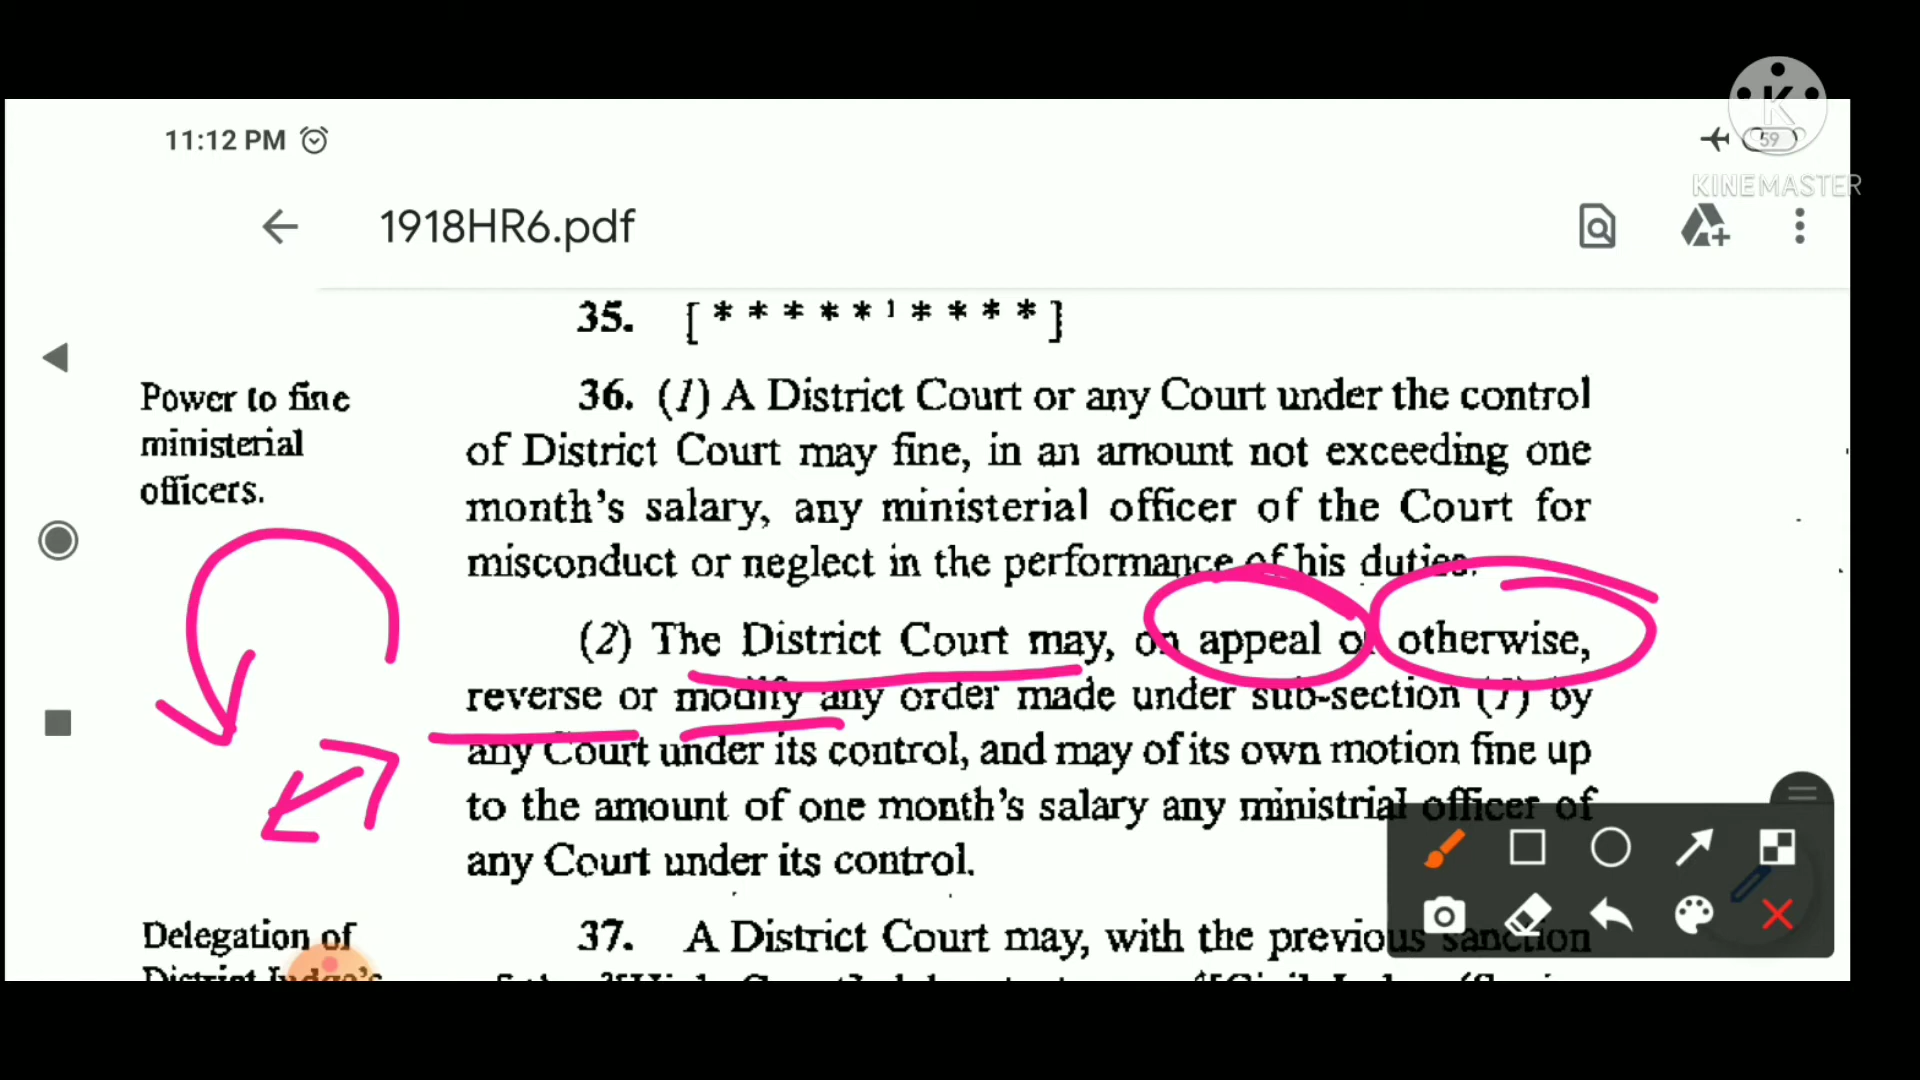 11:12 PM
59
K
KINEMASTER
1918HR6.pdf
35. [ * * * * * 1 * * * * ]
Power to fine
ministerial
officers.
36. (1) A District Court or any Court under the control
of District Court may fine, in an amount not exceeding one
month's salary, any ministerial officer of the Court for
misconduct or neglect in the performance of his duties.
(2) The District Court may, on appeal or otherwise,
reverse or modify any order made under sub-section (1) by
any Court under its control, and may of its own motion fine up
to the amount of one month's salary any ministrial officer of
any Court under its control.
Delegation of
District Judge's
37. A District Court may, with the previous sanction